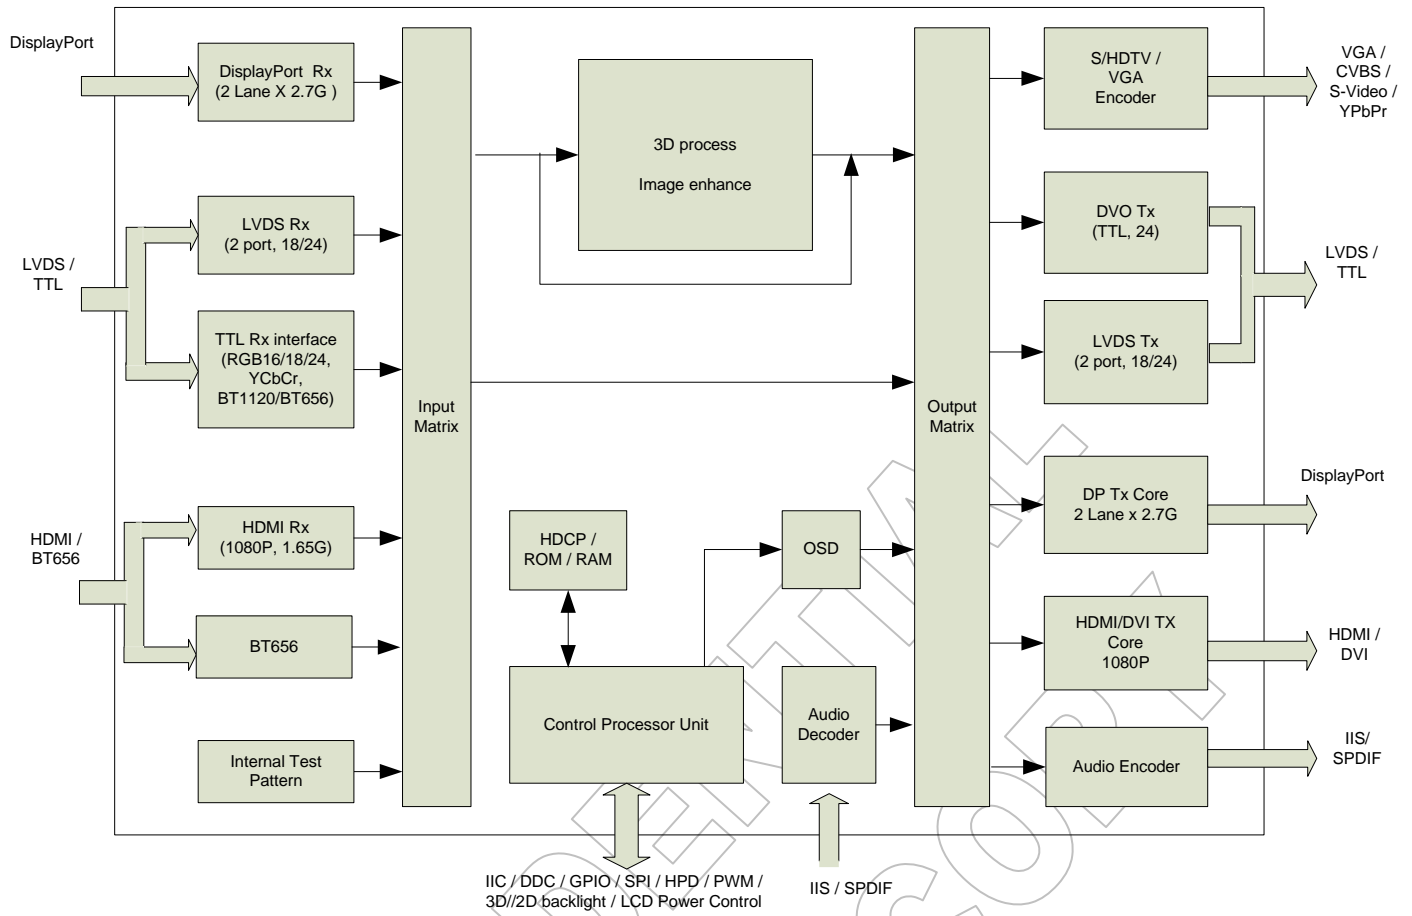 DisplayPort
DisplayPort Rx
(2 Lane X 2.7G )
LVDS /
TTL
LVDS Rx
(2 port, 18/24)
TTL Rx interface
(RGB16/18/24,
YCbCr,
BT1120/BT656)
HDMI /
BT656
HDMI Rx
(1080P, 1.65G)
BT656
Internal Test
Pattern
Input
Matrix
3D process
Image enhance
HDCP /
ROM / RAM
OSD
Control Processor Unit
Audio
Decoder
IIC / DDC / GPIO / SPI / HPD / PWM /
3D//2D backlight / LCD Power Control
IIS / SPDIF
Output
Matrix
S/HDTV /
VGA
Encoder
VGA /
CVBS /
S-Video /
YPbPr
DVO Tx
(TTL, 24)
LVDS Tx
(2 port, 18/24)
LVDS /
TTL
DP Tx Core
2 Lane x 2.7G
DisplayPort
HDMI/DVI TX
Core
1080P
HDMI /
DVI
Audio Encoder
IIS/
SPDIF